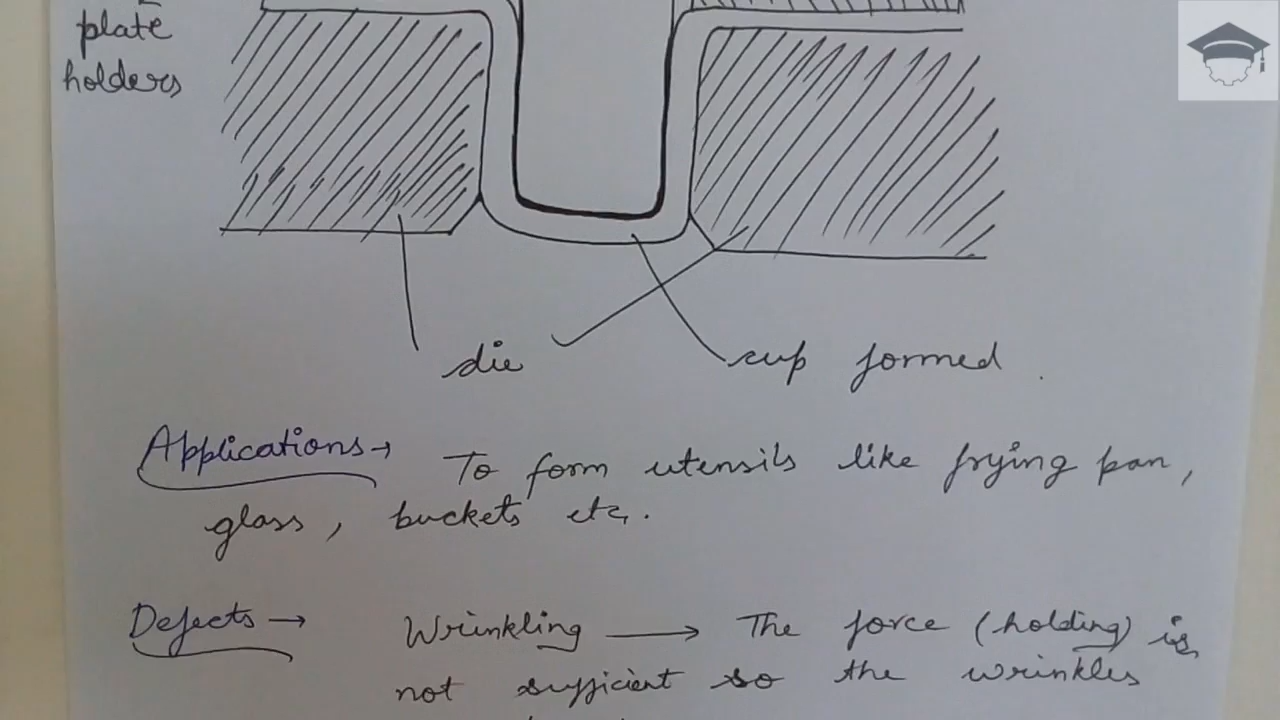 plate
holders
die
cup formed.
Applications → To form utensils like frying pan,
glass, buckets etc.
Defects → Wrinkling → The force (holding) is
not sufficient so the wrinkles